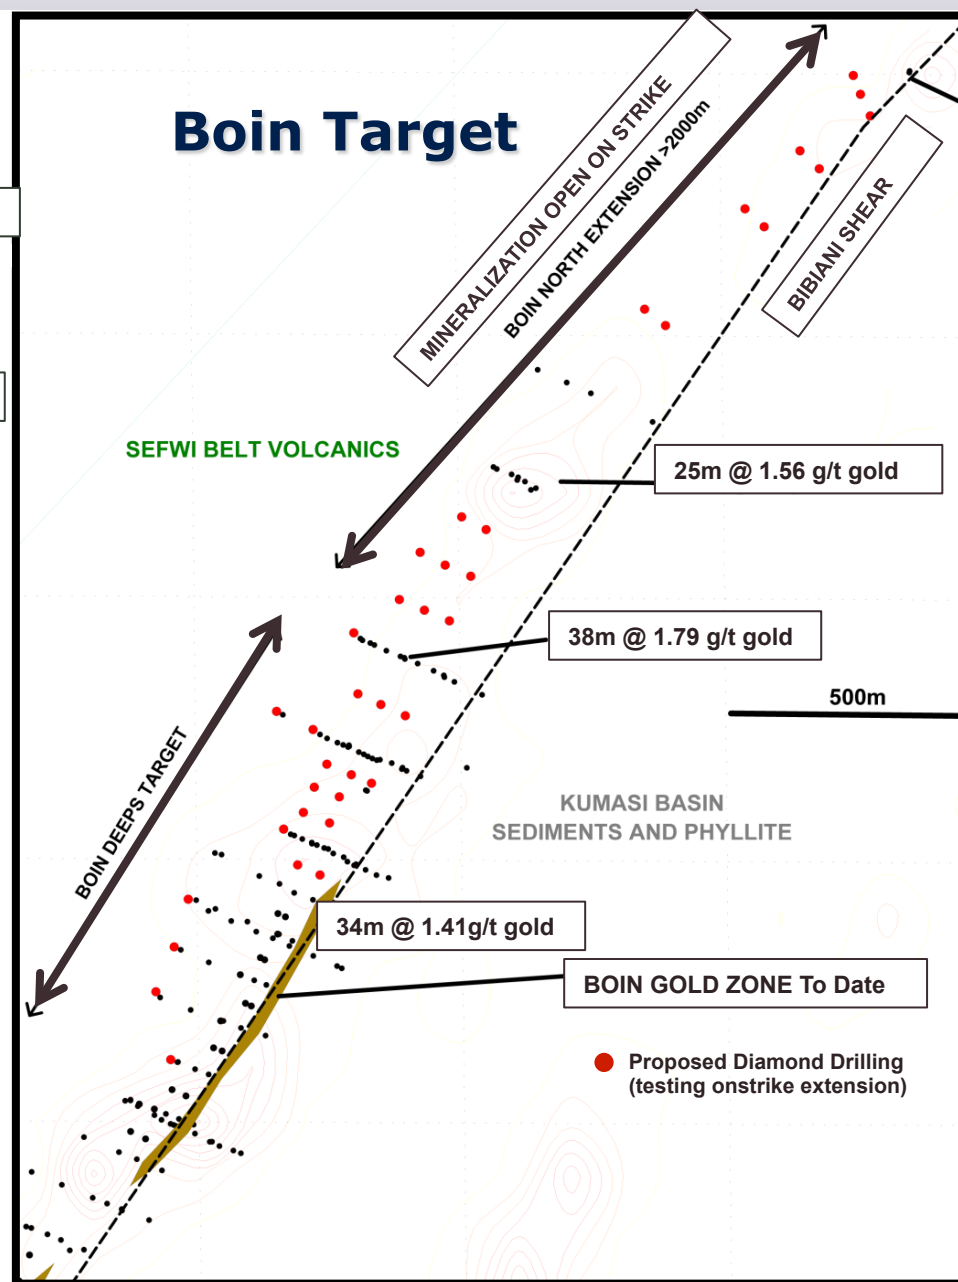 Boin Target
MINERALIZATION OPEN ON STRIKE
BOIN NORTH EXTENSION >2000m
BIBIANI SHEAR
SEFWI BELT VOLCANICS
25m @ 1.56 g/t gold
38m @ 1.79 g/t gold
500m
BOIN DEEPS TARGET
KUMASI BASIN
SEDIMENTS AND PHYLLITE
34m @ 1.41g/t gold
BOIN GOLD ZONE To Date
Proposed Diamond Drilling
(testing onstrike extension)